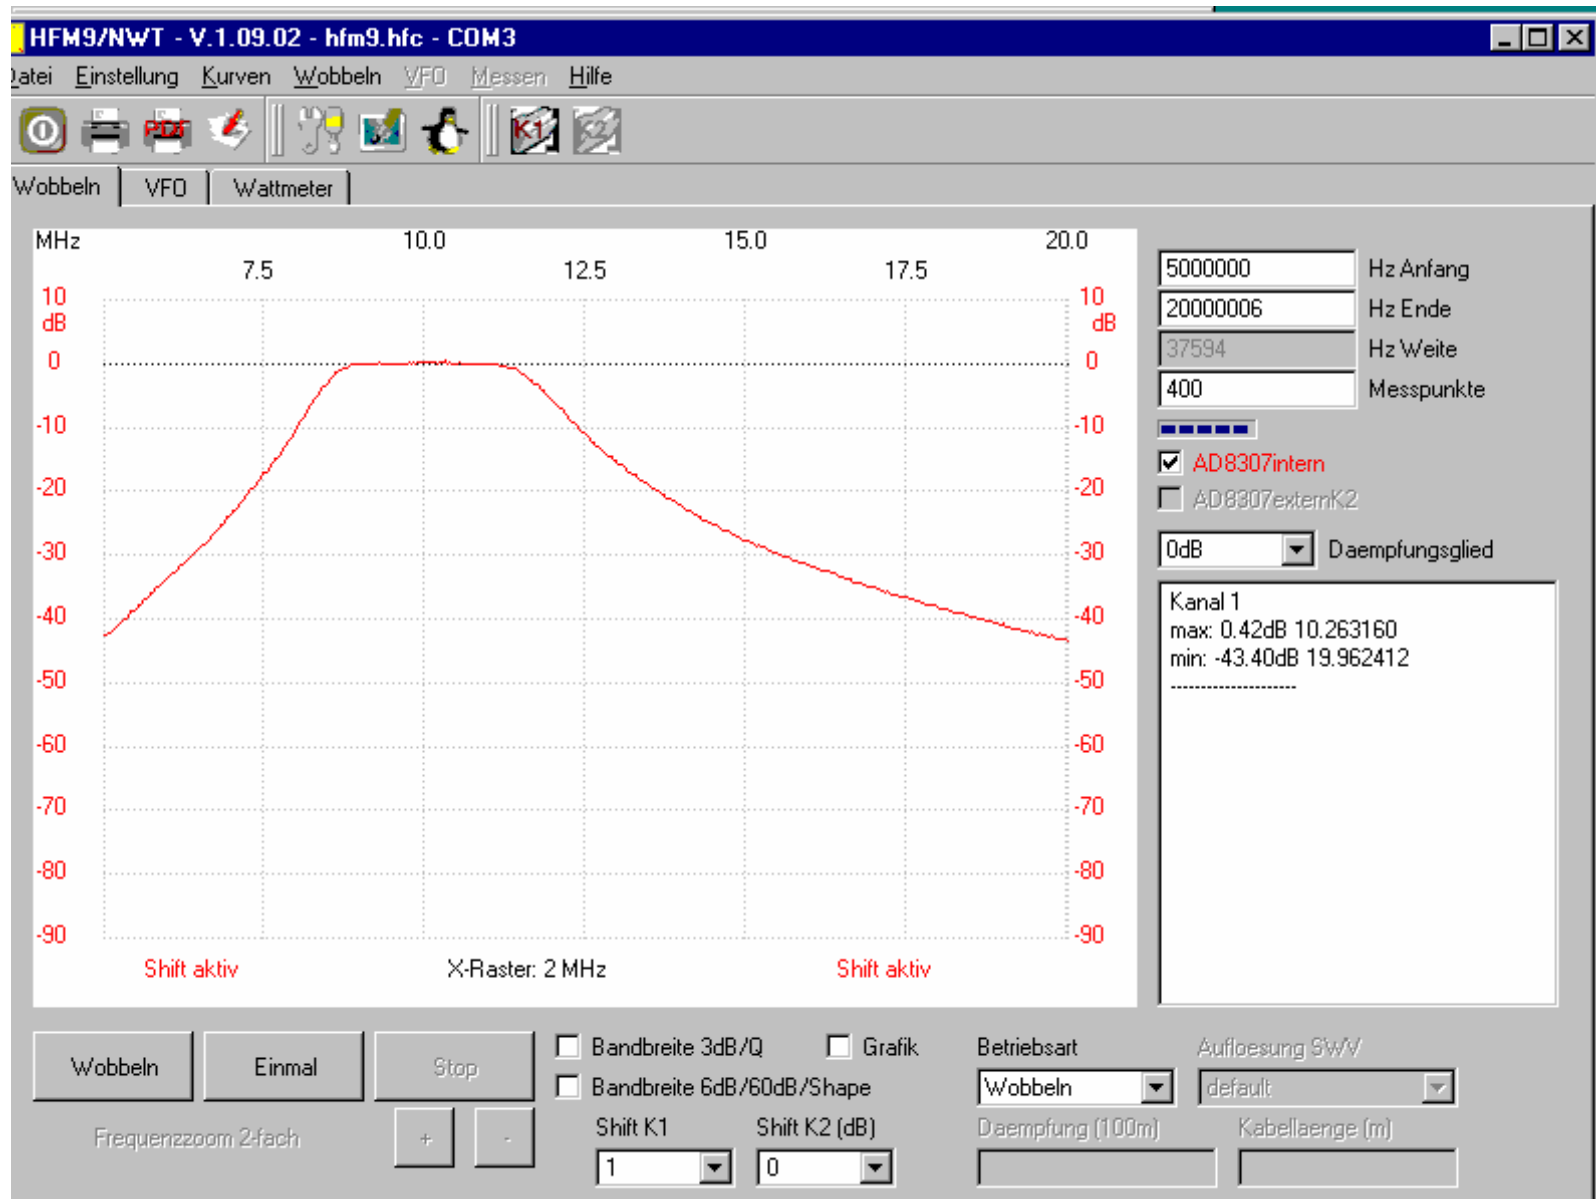 HFM9/NWT - V.1.09.02 - hfm9.hfc - COM3
Datei Einstellung Kurven Wobbeln VFO Messen Hilfe
PDF K1 K2
Wobbeln VFO Wattmeter
MHz 10.0 15.0 20.0
7.5 12.5 17.5
10 10
dB dB
0 0
-10 -10
-20 -20
-30 -30
-40 -40
-50 -50
-60 -60
-70 -70
-80 -80
-90 -90
Shift aktiv X-Raster: 2 MHz Shift aktiv
5000000 Hz Anfang
20000006 Hz Ende
37594 Hz Weite
400 Messpunkte
AD8307intern
AD8307externK2
0dB Daempfungsglied
Kanal 1
max: 0.42dB 10.263160
min: -43.40dB 19.962412
---------------------
Wobbeln Einmal Stop
Frequenzzoom 2-fach + -
Bandbreite 3dB/Q Grafik
Bandbreite 6dB/60dB/Shape
Shift K1 Shift K2 (dB)
1 0
Betriebsart Aufloesung SWV
Wobbeln default
Daempfung (100m) Kabellaenge (m)